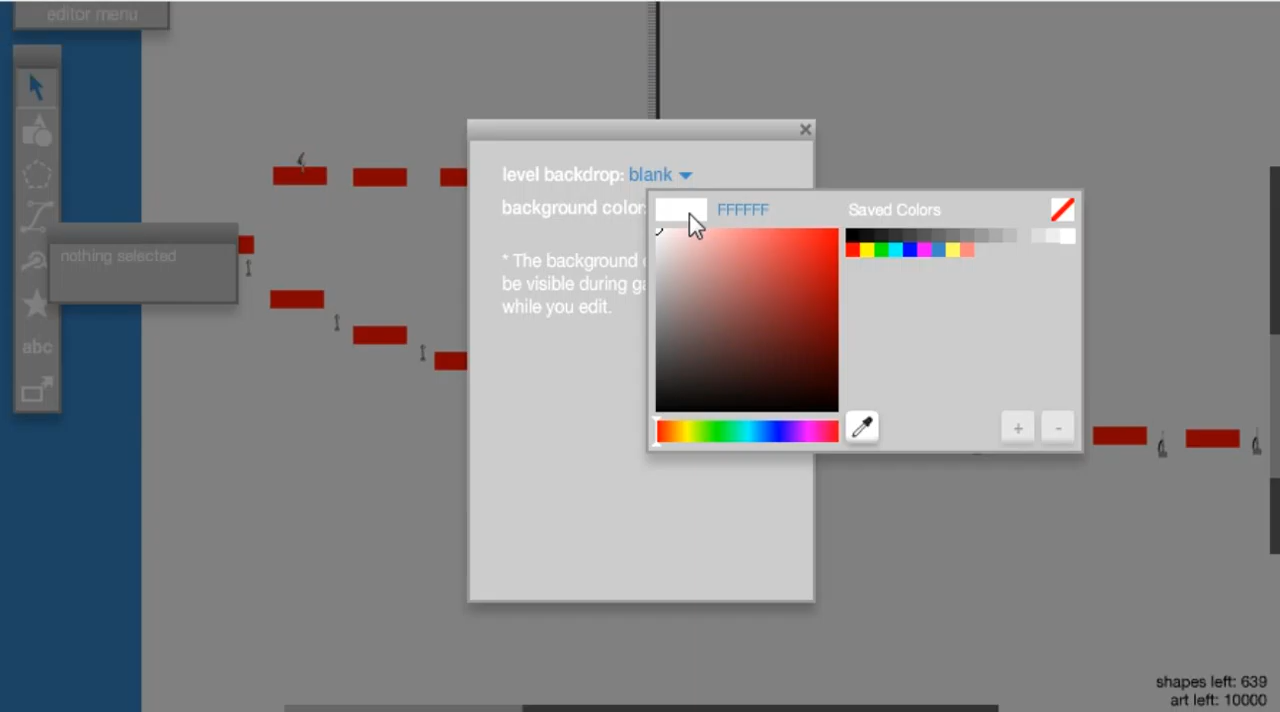 editor menu
level backdrop: blank
background color:
FFFFFF
Saved Colors
* The background
be visible during
while you edit.
nothing selected
abc
+
-
shapes left: 639
art left: 10000